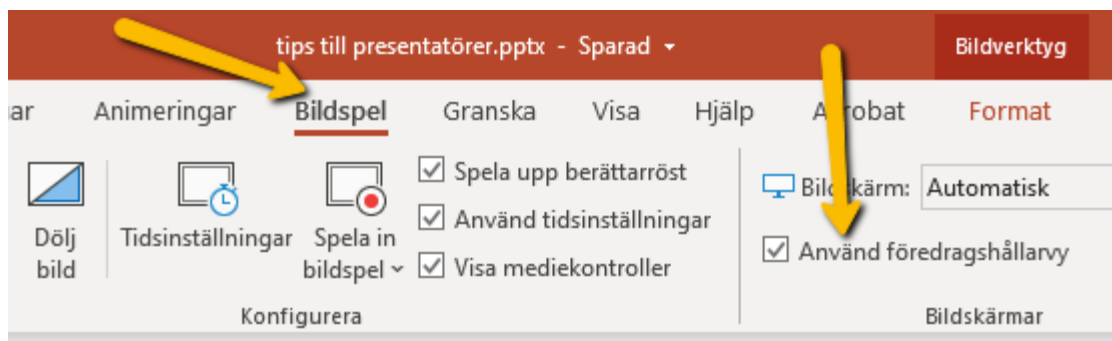 tips till presentatörer.pptx - Sparad
Bildverktyg
ar Animeringar Bildspel Granska Visa Hjälp Format
Dölj bild
Tidsinställningar
Spela in bildspel
Spela upp berättarröst
Använd tidsinställningar
Visa mediekontroller
Konfigurera
Bildskärm: Automatisk
Använd föredragshållarvy
Bildskärmar